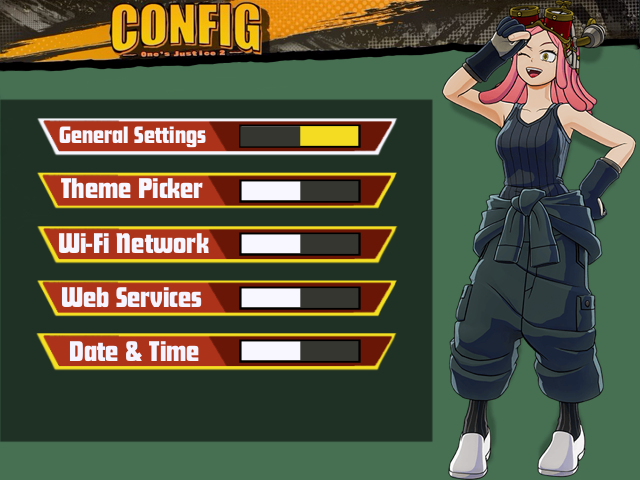 CONFIG
One's Justice 2
General Settings
Theme Picker
Wi-Fi Network
Web Services
Date & Time